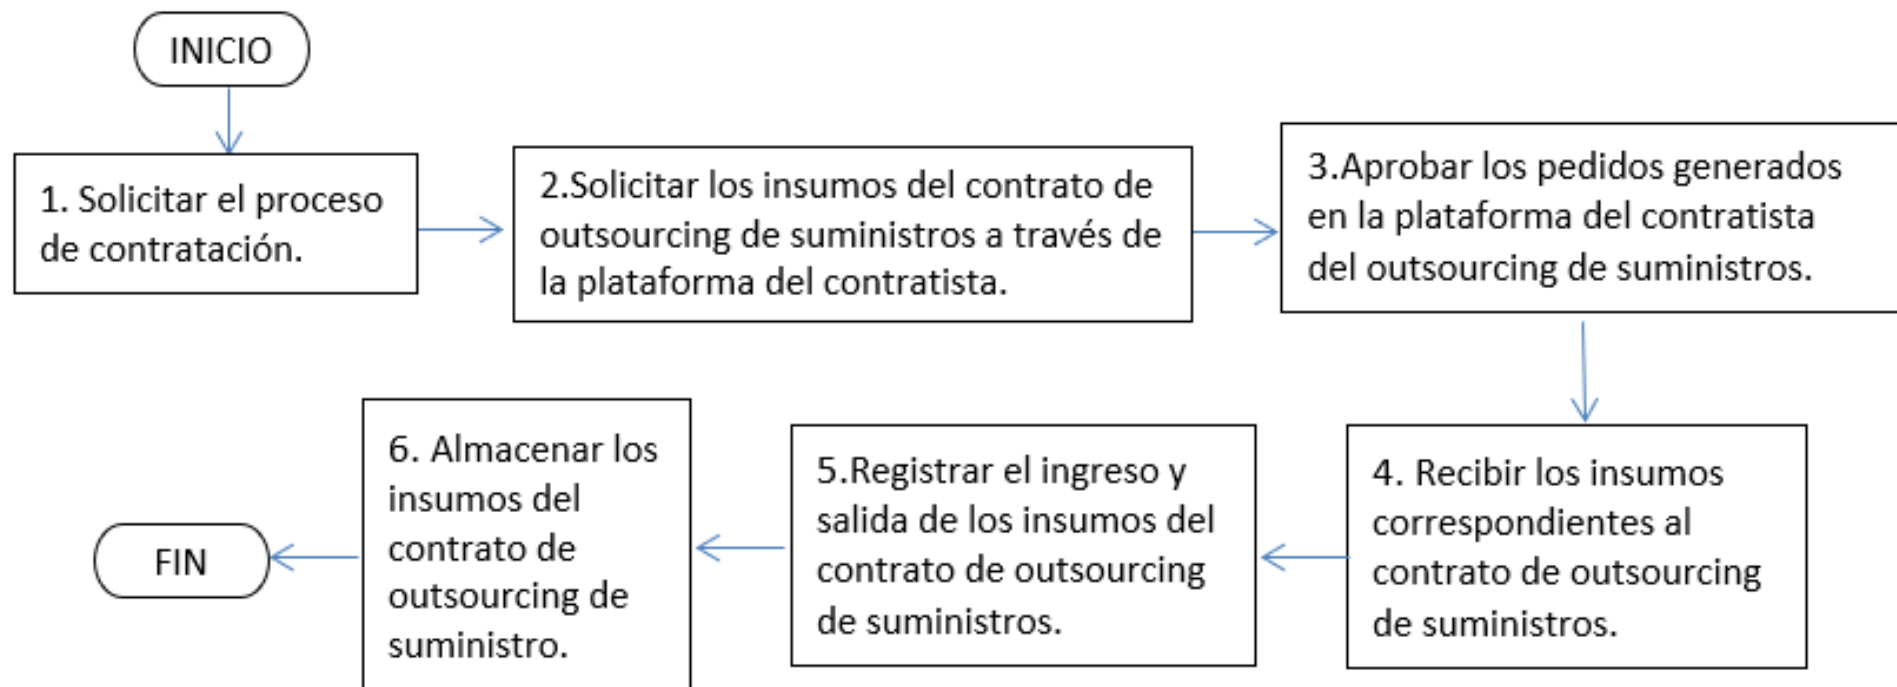 INICIO
1. Solicitar el proceso
de contratación.
2.Solicitar los insumos del contrato de
outsourcing de suministros a través de
la plataforma del contratista.
3.Aprobar los pedidos generados
en la plataforma del contratista
del outsourcing de suministros.
4. Recibir los insumos
correspondientes al
contrato de outsourcing
de suministros.
5.Registrar el ingreso y
salida de los insumos del
contrato de outsourcing
de suministros.
6. Almacenar los
insumos del
contrato de
outsourcing de
suministro.
FIN